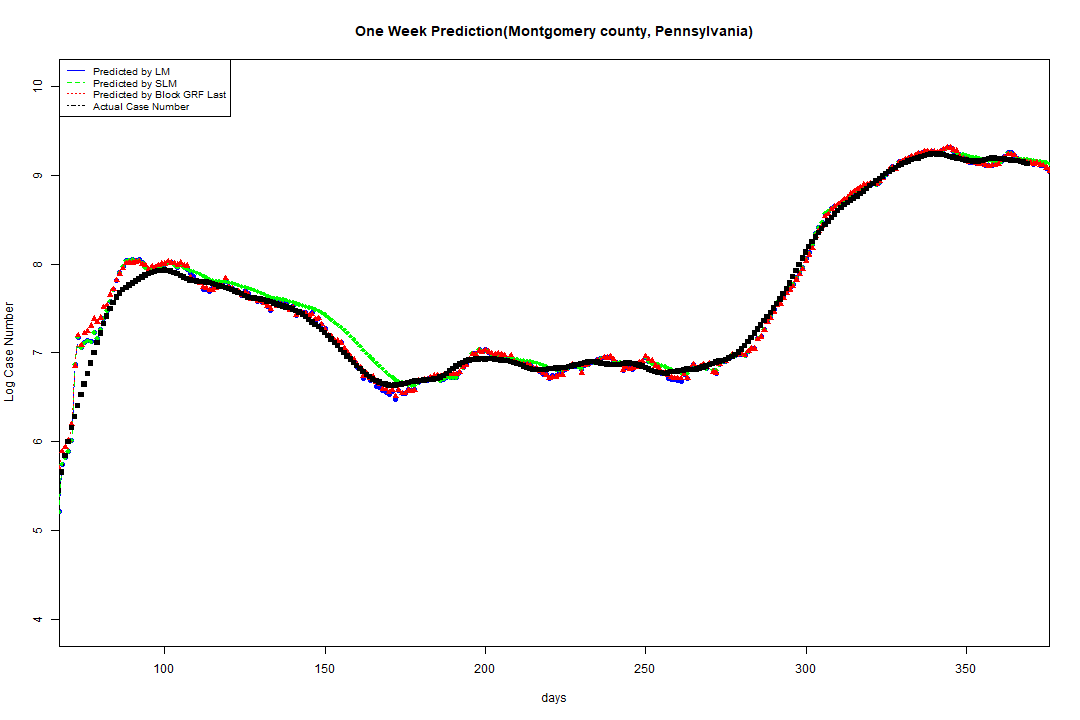 One Week Prediction(Montgomery county, Pennsylvania)
Predicted by LM
Predicted by SLM
Predicted by Block GRF Last
Actual Case Number
10
9
8
7
6
5
4
Log Case Number
100
150
200
250
300
350
days